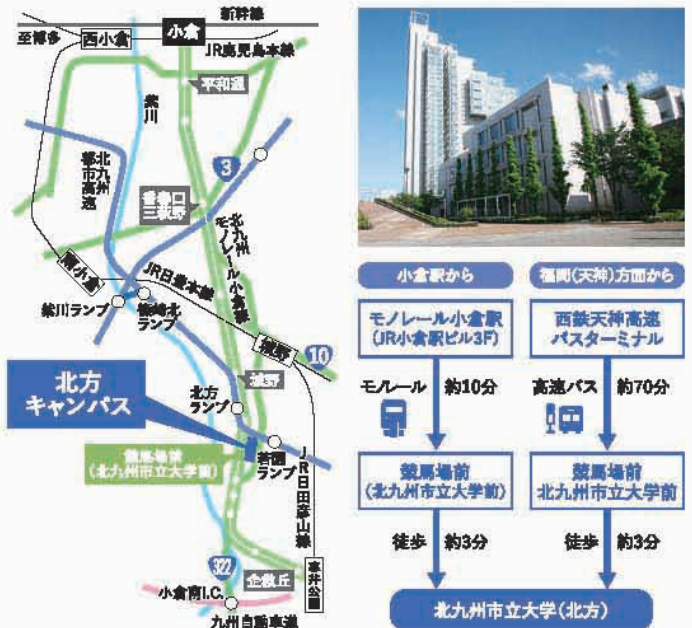 新幹線
至博多
西小倉
小倉
JR鹿児島本線
平和通
紫川
北九州
都市高速
3
香春口
三萩野
北九州
モノレール小倉線
南小倉
JR日豊本線
紫川ランプ
篠崎北
ランプ
城野
10
城野
北方
キャンパス
北方
ランプ
競馬場前
(北九州市立大学前)
若園
ランプ
JR日田彦山線
322
企救丘
志井公園
小倉南I.C.
九州自動車道
小倉駅から
モノレール小倉駅
(JR小倉駅ビル3F)
モノレール 約10分
競馬場前
(北九州市立大学前)
徒歩 約3分
福岡(天神)方面から
西鉄天神高速
バスターミナル
高速バス 約70分
競馬場前
北九州市立大学前
徒歩 約3分
北九州市立大学(北方)